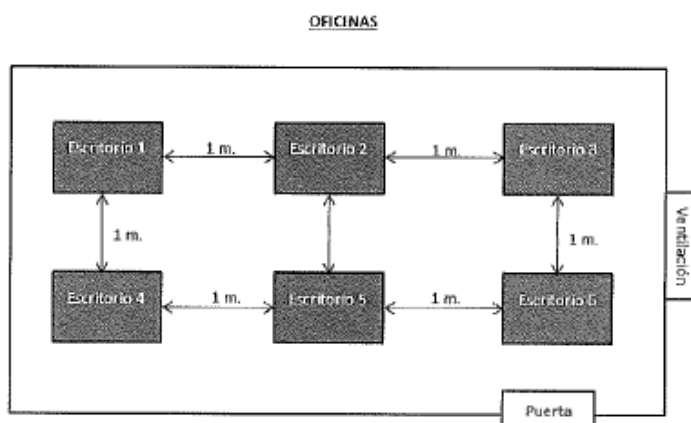 OFICINAS
Escritorio 1
1 m.
Escritorio 2
1 m.
Escritorio 3
1 m.
1 m.
Ventilación
Escritorio 4
1 m.
Escritorio 5
1 m.
Escritorio 6
Puerta